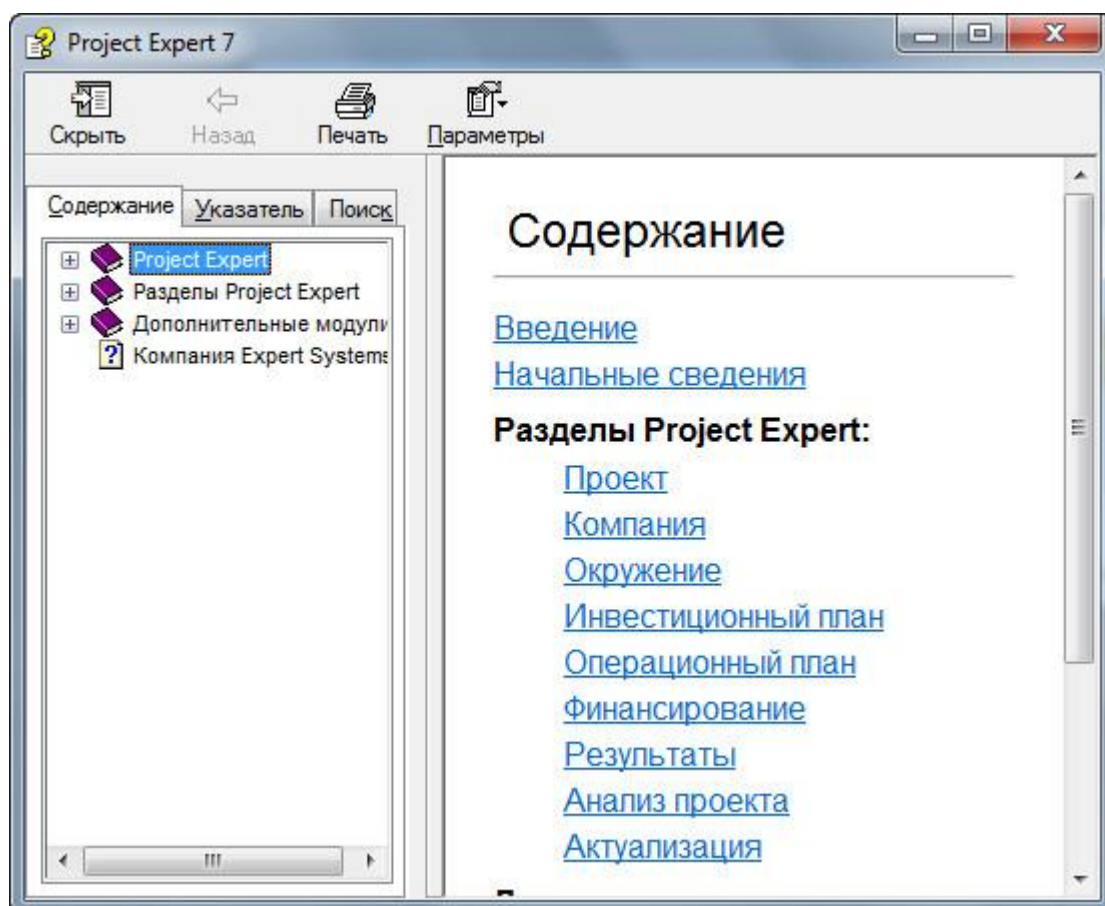 Project Expert 7
Скрыть Назад Печать Параметры
Содержание Указатель Поиск
Project Expert
Разделы Project Expert
Дополнительные модули
Компания Expert Systems
Содержание
Введение
Начальные сведения
Разделы Project Expert:
Проект
Компания
Окружение
Инвестиционный план
Операционный план
Финансирование
Результаты
Анализ проекта
Актуализация